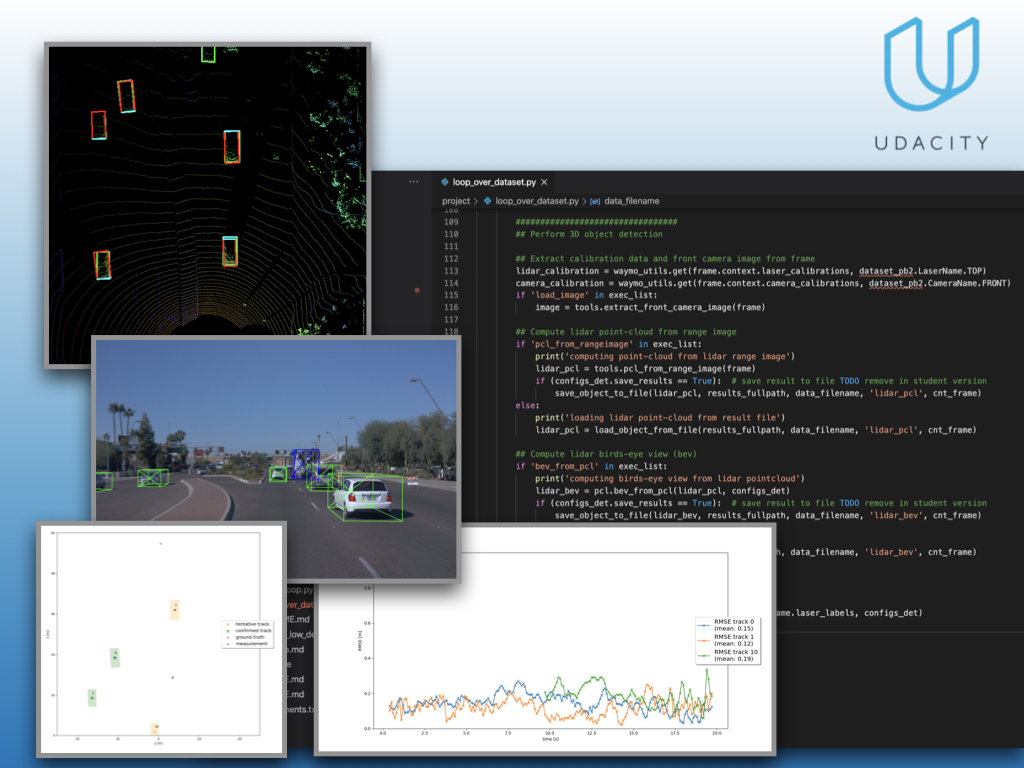 UDACITY
loop_over_dataset.py
project > loop_over_dataset.py > data_filename
109 ################################
110 ## Perform 3D object detection
111
112 ## Extract calibration data and front camera image from frame
113 lidar_calibration = waymo_utils.get(frame.context.laser_calibrations, dataset_pb2.LaserName.TOP)
114 camera_calibration = waymo_utils.get(frame.context.camera_calibrations, dataset_pb2.CameraName.FRONT)
115 if 'load_image' in exec_list:
116 image = tools.extract_front_camera_image(frame)
117
118 ## Compute lidar point-cloud from range image
if 'pcl_from_rangeimage' in exec_list:
print('computing point-cloud from lidar range image')
lidar_pcl = tools.pcl_from_range_image(frame)
if (configs_det.save_results == True): # save result to file TODO remove in student version
save_object_to_file(lidar_pcl, results_fullpath, data_filename, 'lidar_pcl', cnt_frame)
else:
print('loading lidar point-cloud from result file')
lidar_pcl = load_object_from_file(results_fullpath, data_filename, 'lidar_pcl', cnt_frame)
## Compute lidar birds-eye view (bev)
if 'bev_from_pcl' in exec_list:
print('computing birds-eye view from lidar pointcloud')
lidar_bev = pcl.bev_from_pcl(lidar_pcl, configs_det)
if (configs_det.save_results == True): # save result to file TODO remove in student version
save_object_to_file(lidar_bev, results_fullpath, data_filename, 'lidar_bev', cnt_frame)
h, data_filename, 'lidar_bev', cnt_frame)
ame.laser_labels, configs_det)
oop.py
ver_dat
E.md
_low_de
.md
e
E.md
.md
ments.tx
tentative track
confirmed track
ground truth
measurement
RMSE [m]
0.8
0.6
0.4
0.2
0.0
0.0 2.5 5.0 7.5 10.0 12.5 15.0 17.5 20.0
time [s]
RMSE track 0
(mean: 0.15)
RMSE track 1
(mean: 0.12)
RMSE track 10
(mean: 0.19)